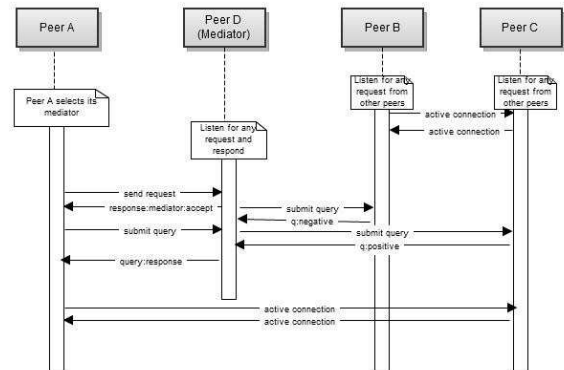 Peer A
Peer D
(Mediator)
Peer B
Peer C
Peer A selects its
mediator
Listen for any
request and
respond
Listen for any
request from
other peers
Listen for any
request from
other peers
active connection
active connection
send request
response:mediator:accept
submit query
q:negative
submit query
submit query
q:positive
query:response
active connection
active connection